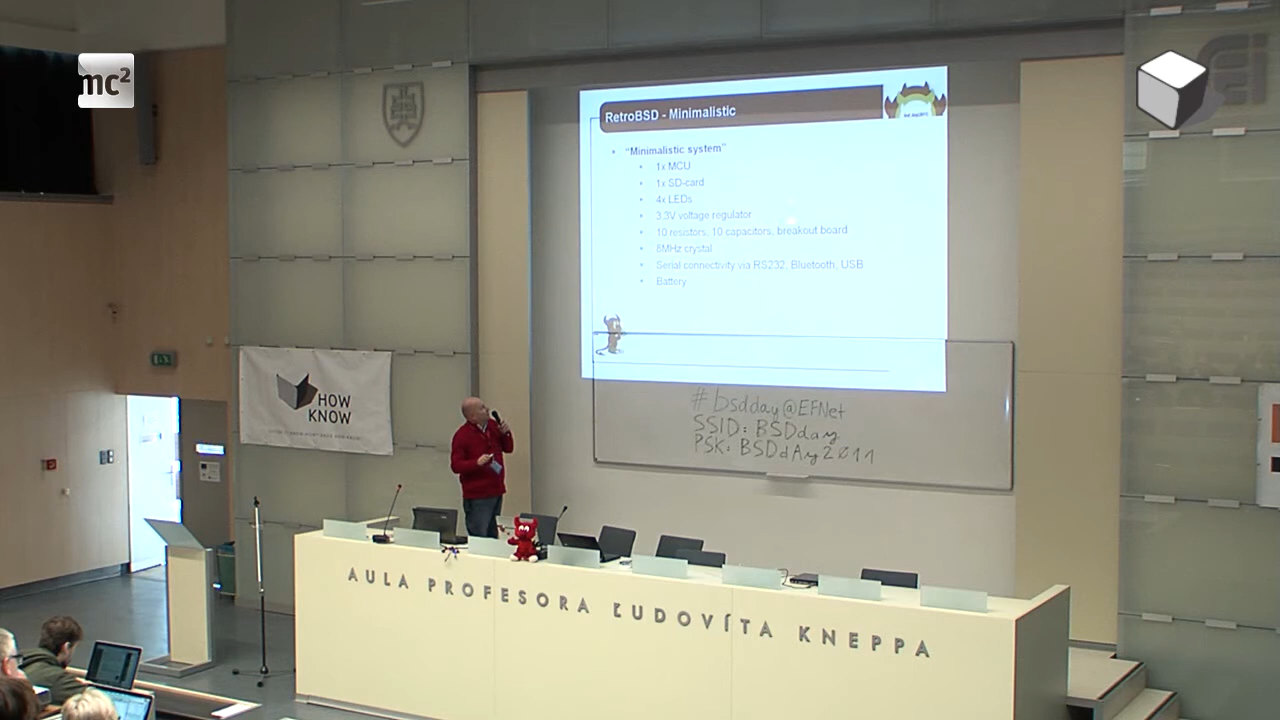 mc²
RetroBSD - Minimalistic
"Minimalistic system"
1x MCU
1x SD-card
4x LEDs
3.3V voltage regulator
10 resistors, 10 capacitors, breakout board
8MHz crystal
Serial connectivity via RS232, Bluetooth, USB
Battery
HOW
KNOW
#bsdday@EFNet
SSID: BSDday
PSK: BSDdAy2011
AULA PROFESORA ĽUDOVÍTA KNEPPA